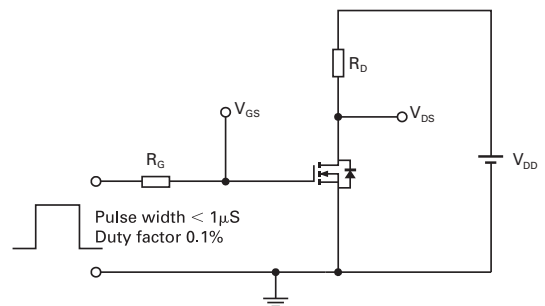 R_D
V_GS
V_DS
V_DD
R_G
Pulse width < 1μS
Duty factor 0.1%